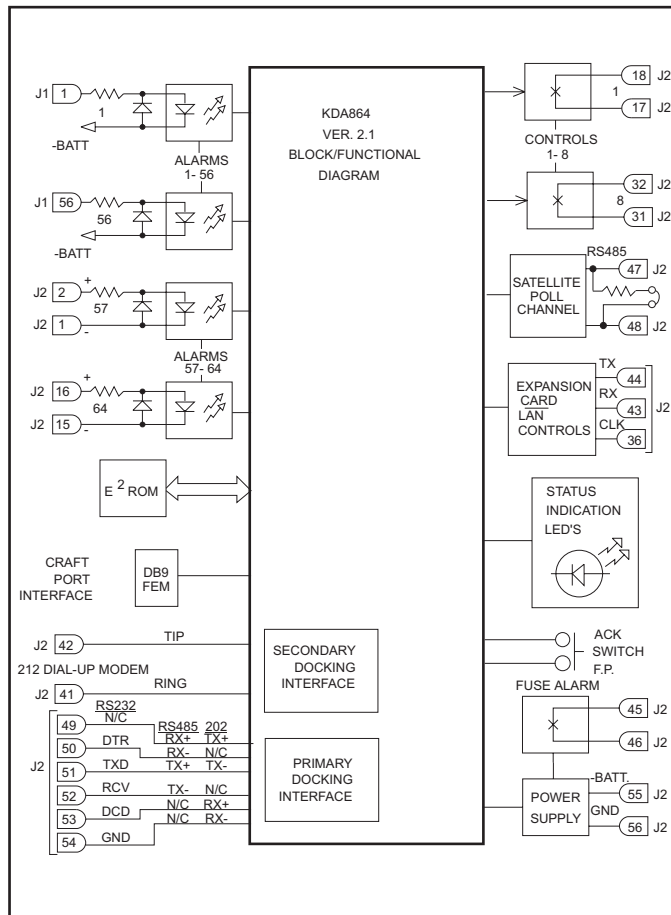 KDA864
VER. 2.1
BLOCK/FUNCTIONAL
DIAGRAM
J1 1
1
-BATT
ALARMS
1- 56
J1 56
56
-BATT
J2 2 +
57
J2 1 -
ALARMS
57- 64
J2 16 +
64
J2 15 -
E 2 ROM
CRAFT
PORT
INTERFACE
DB9
FEM
J2 42 TIP
212 DIAL-UP MODEM
J2 41 RING
SECONDARY
DOCKING
INTERFACE
RS232 RS485 202
J2
49 N/C RX+ TX+
50 DTR RX- N/C
51 TXD TX+ TX-
52 RCV TX- N/C
53 DCD N/C RX+
54 GND N/C RX-
PRIMARY
DOCKING
INTERFACE
18 J2
1
17 J2
CONTROLS
1- 8
32 J2
8
31 J2
RS485
SATELLITE
POLL
CHANNEL
47 J2
48 J2
EXPANSION
CARD
LAN
CONTROLS
TX 44
RX 43
CLK 36
J2
STATUS
INDICATION
LED'S
ACK
SWITCH
F.P.
FUSE ALARM
45 J2
46 J2
POWER
SUPPLY
-BATT. 55 J2
GND 56 J2